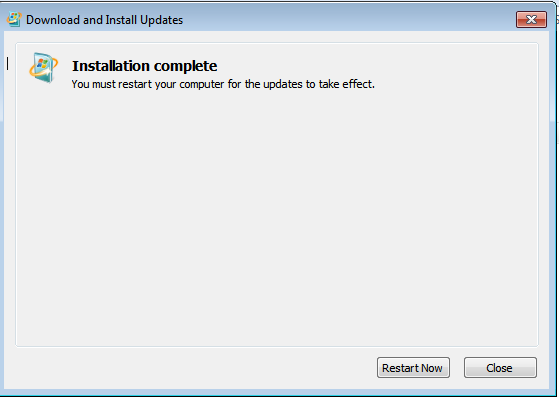 Download and Install Updates
Installation complete
You must restart your computer for the updates to take effect.
Restart Now
Close